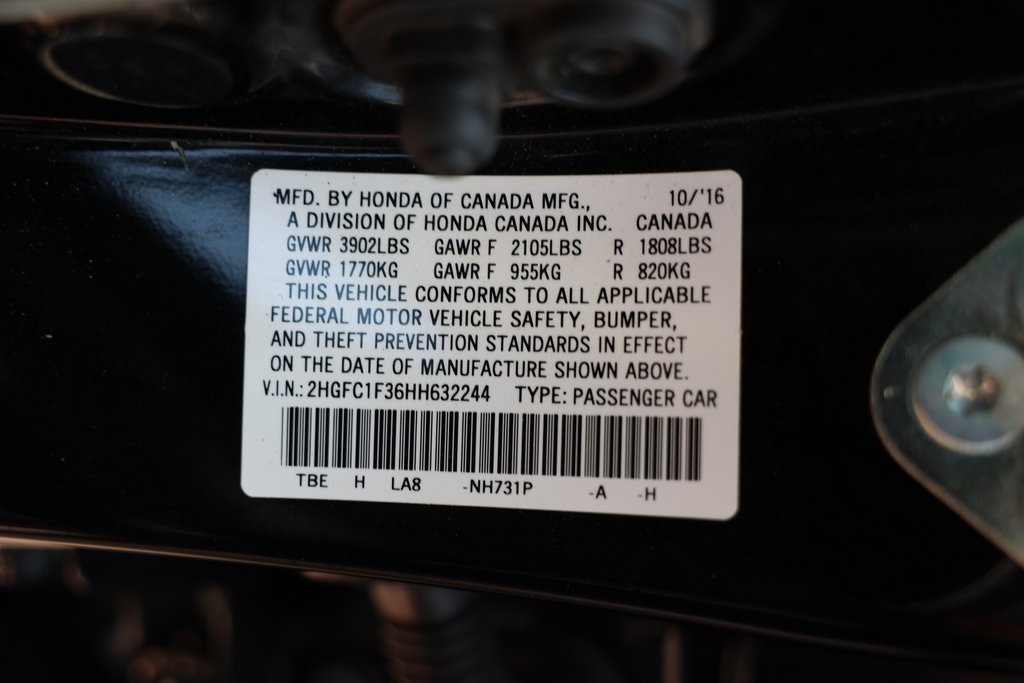 MFD. BY HONDA OF CANADA MFG., 10/'16
A DIVISION OF HONDA CANADA INC. CANADA
GVWR 3902LBS GAWR F 2105LBS R 1808LBS
GVWR 1770KG GAWR F 955KG R 820KG
THIS VEHICLE CONFORMS TO ALL APPLICABLE
FEDERAL MOTOR VEHICLE SAFETY, BUMPER,
AND THEFT PREVENTION STANDARDS IN EFFECT
ON THE DATE OF MANUFACTURE SHOWN ABOVE.
V.I.N.: 2HGFC1F36HH632244 TYPE: PASSENGER CAR
TBE H LA8 -NH731P -A -H